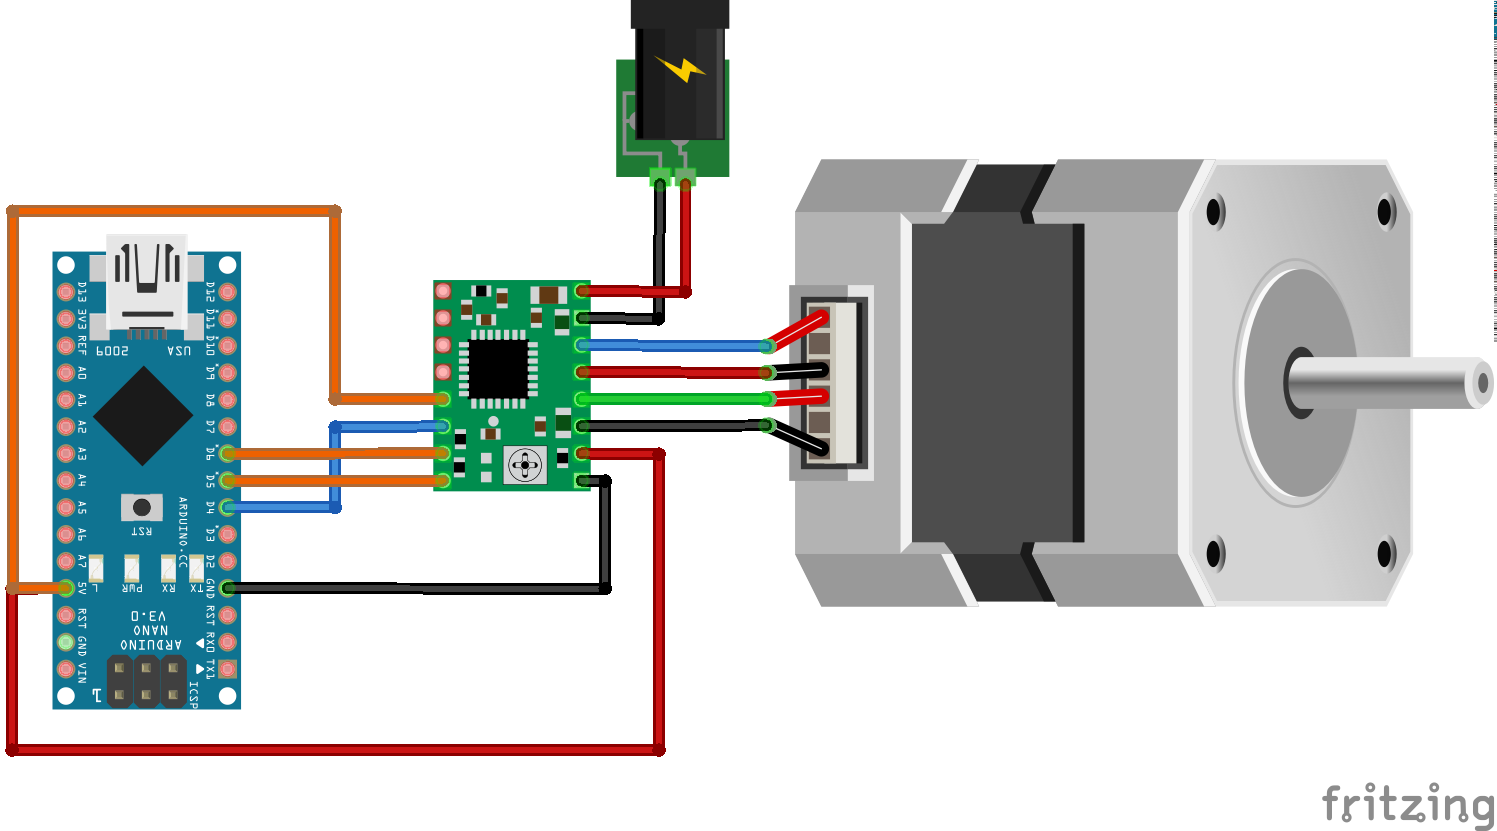 D13
3V3
REF
A0
A1
A2
A3
A4
A5
A6
A7
5V
RST
GND
VIN
D12
D11
D10
D9
D8
D7
D6
D5
D4
D3
D2
GND
RST
RX0
TX1
2009
USA
RST
ARDUINO.CC
L
PWR
RX
TX
V3.0
NANO
ARDUINO
1
ICSP
fritzing